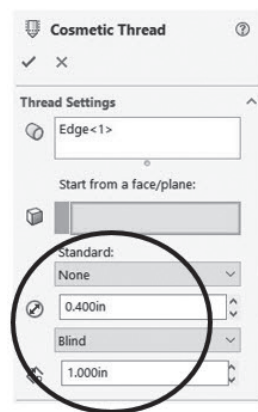 Cosmetic Thread
Thread Settings
Edge<1>
Start from a face/plane:
Standard:
None
0.400in
Blind
1.000in